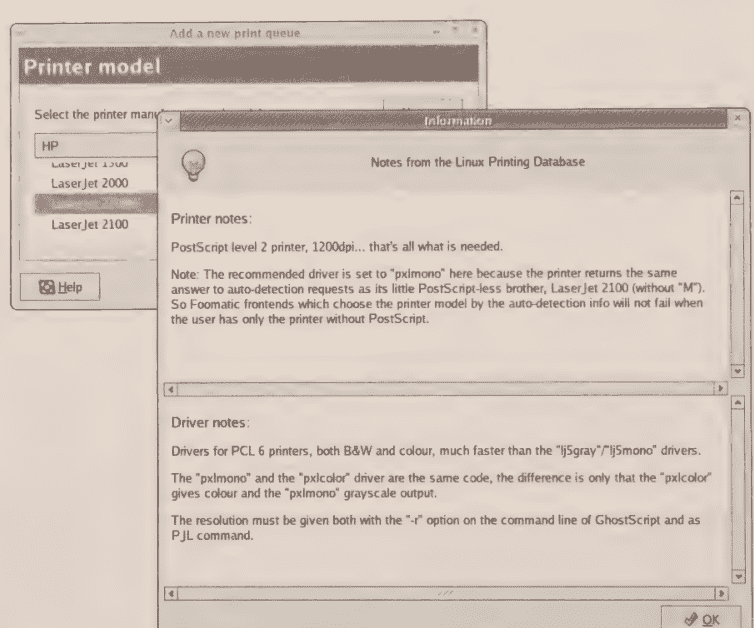 Add a new print queue
Printer model
Select the printer
HP
LaserJet 2000
LaserJet 2100
Help
Information
Notes from the Linux Printing Database
Printer notes:
PostScript level 2 printer, 1200dpi... that's all what is needed.
Note: The recommended driver is set to "pxlmono" here because the printer returns the same
answer to auto-detection requests as its little PostScript-less brother, LaserJet 2100 (without "M").
So Foomatic frontends which choose the printer model by the auto-detection info will not fail when
the user has only the printer without PostScript.
Driver notes:
Drivers for PCL 6 printers, both B&W and colour, much faster than the "lj5gray"/"lj5mono" drivers.
The "pxlmono" and the "pxlcolor" driver are the same code, the difference is only that the "pxlcolor"
gives colour and the "pxlmono" grayscale output.
The resolution must be given both with the "-r" option on the command line of GhostScript and as
PJL command.
OK